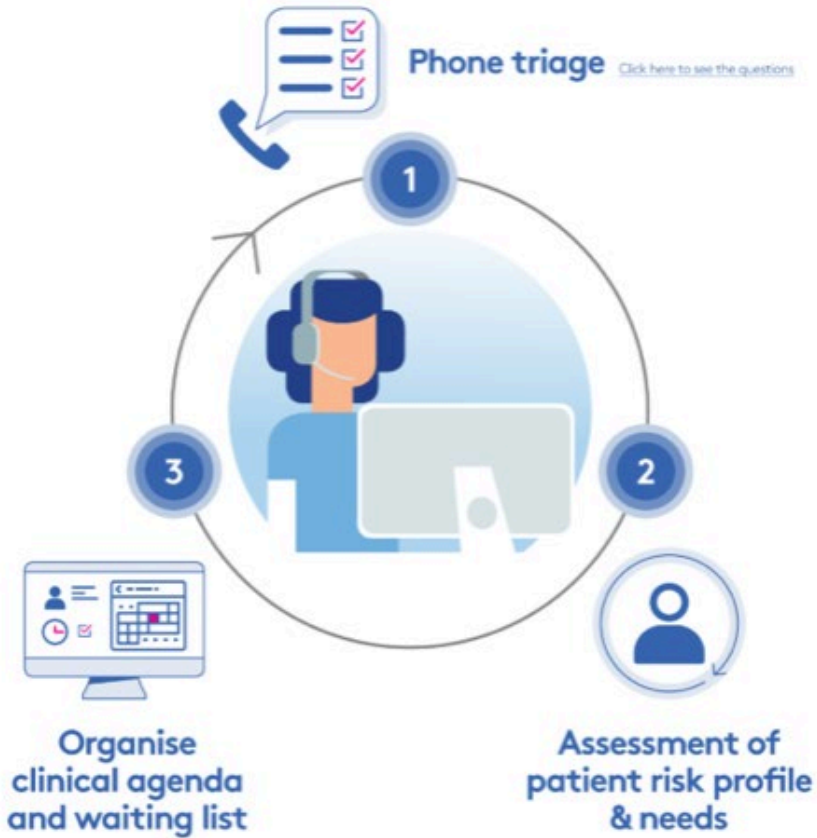 Phone triage
Click here to see the questions
1
2
3
Assessment of
patient risk profile
& needs
Organise
clinical agenda
and waiting list